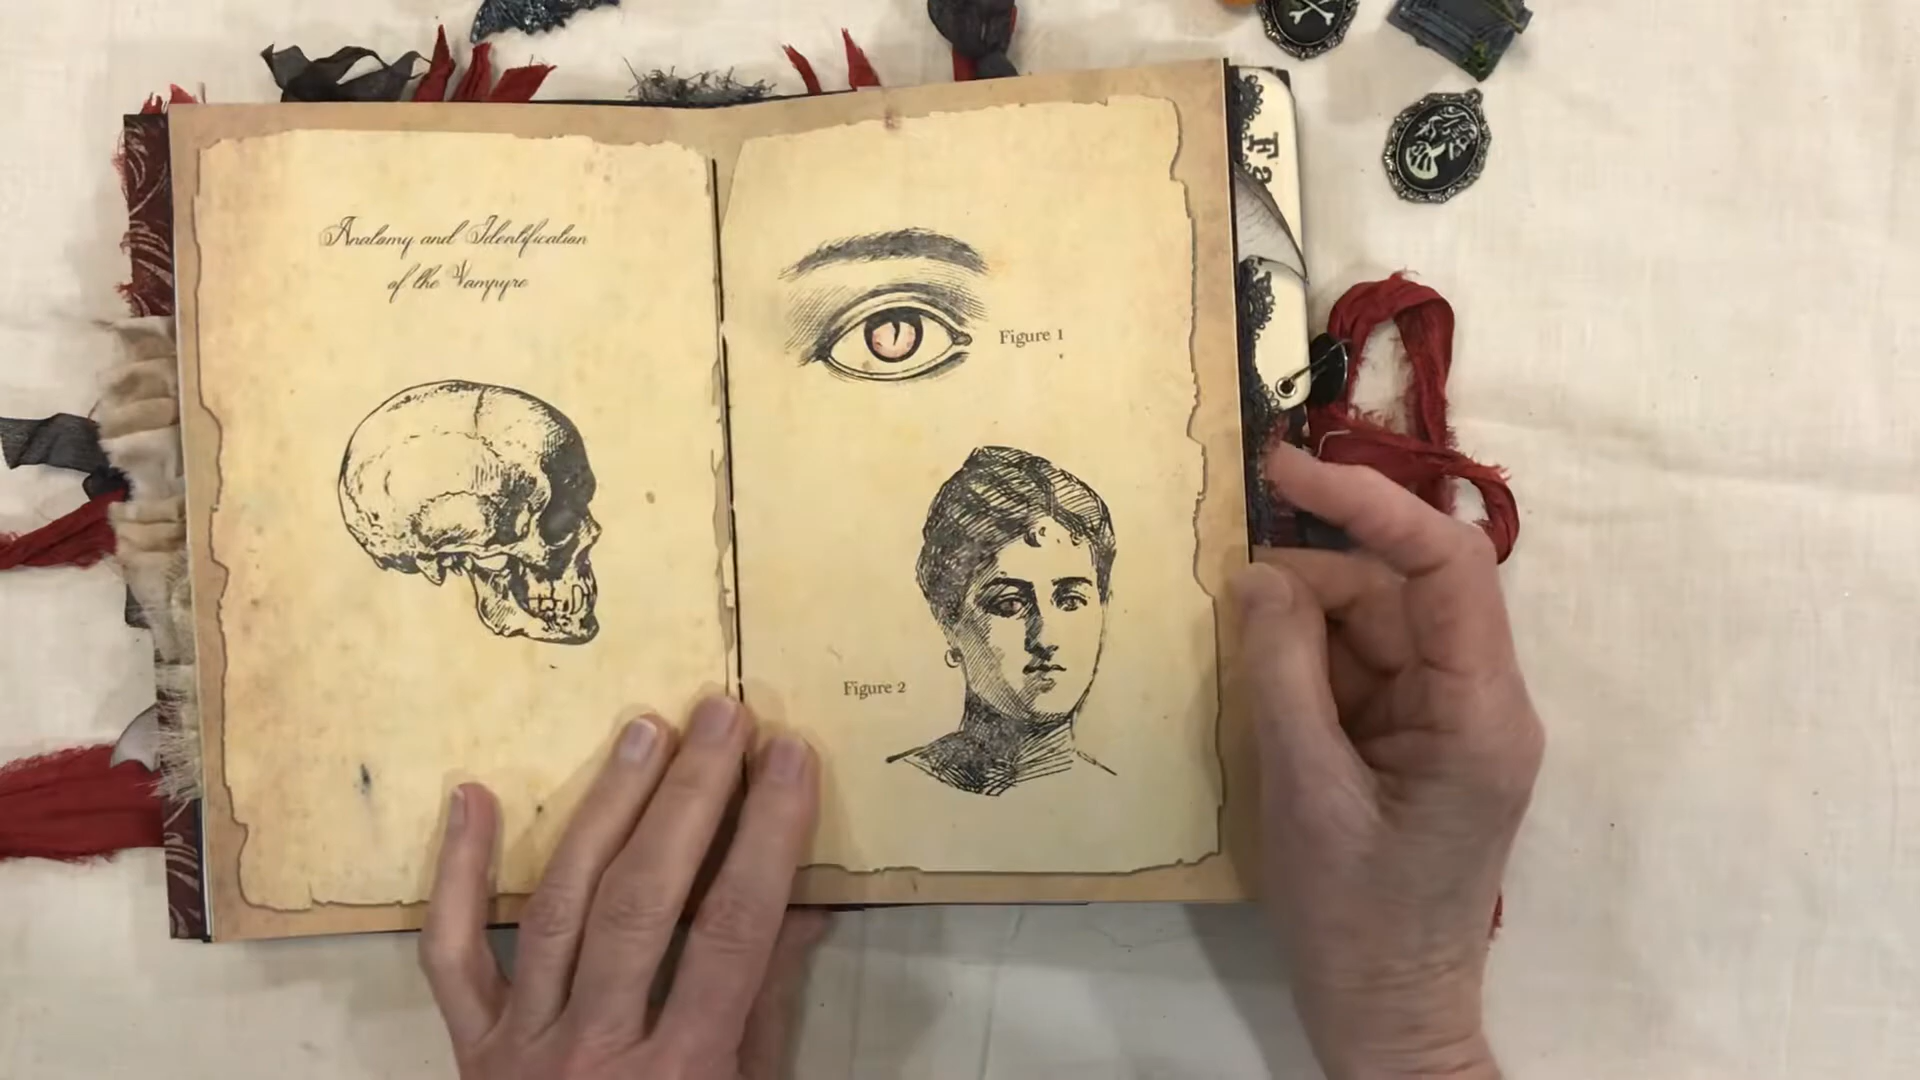 Anatomy and Identification
of the Vampyre
Figure 1
Figure 2